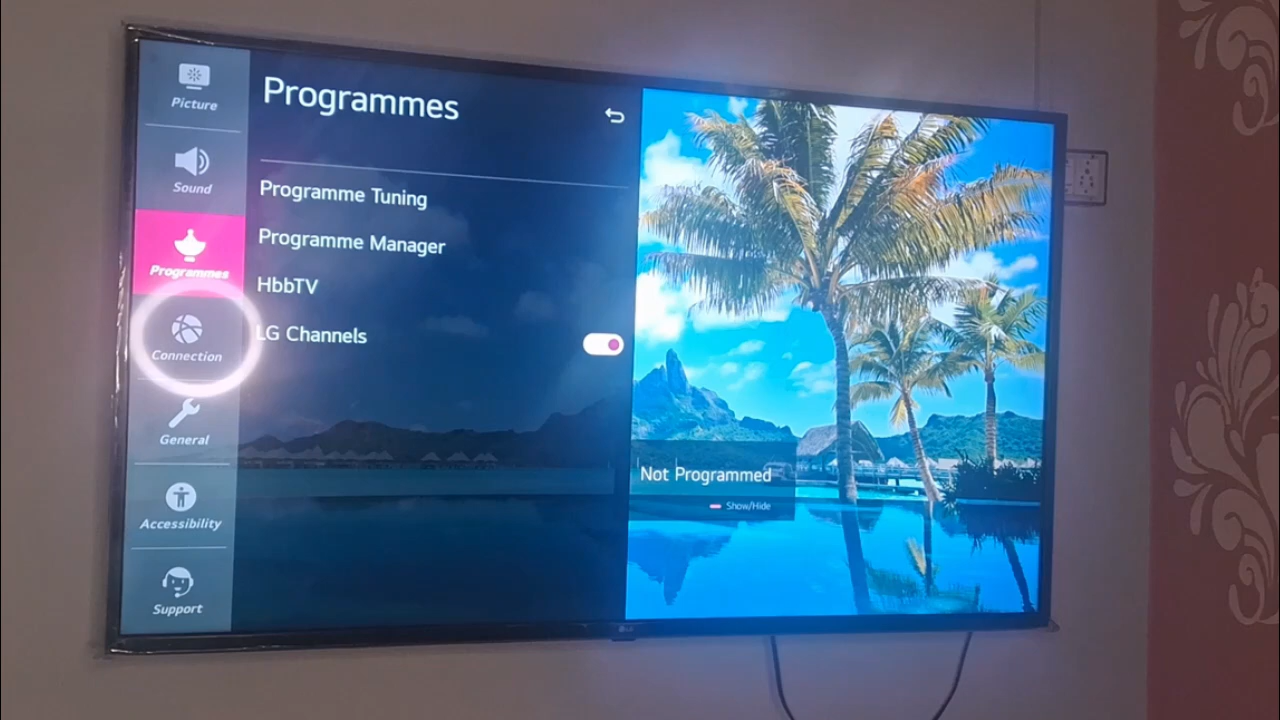 Picture
Sound
Programmes
Connection
General
Accessibility
Support
Programmes
Programme Tuning
Programme Manager
HbbTV
LG Channels
Not Programmed
Show/Hide
LG